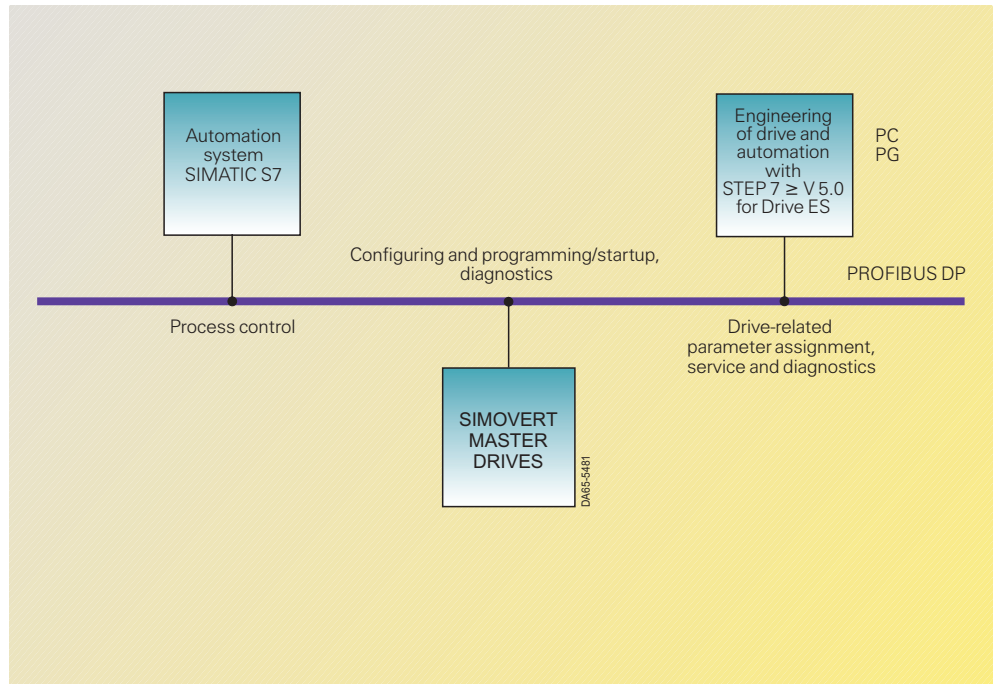 Automation
system
SIMATIC S7
Engineering
of drive and
automation
with
STEP 7 ≥ V 5.0
for Drive ES
PC
PG
Configuring and programming/startup,
diagnostics
PROFIBUS DP
Process control
Drive-related
parameter assignment,
service and diagnostics
SIMOVERT
MASTER
DRIVES
DA65-5481